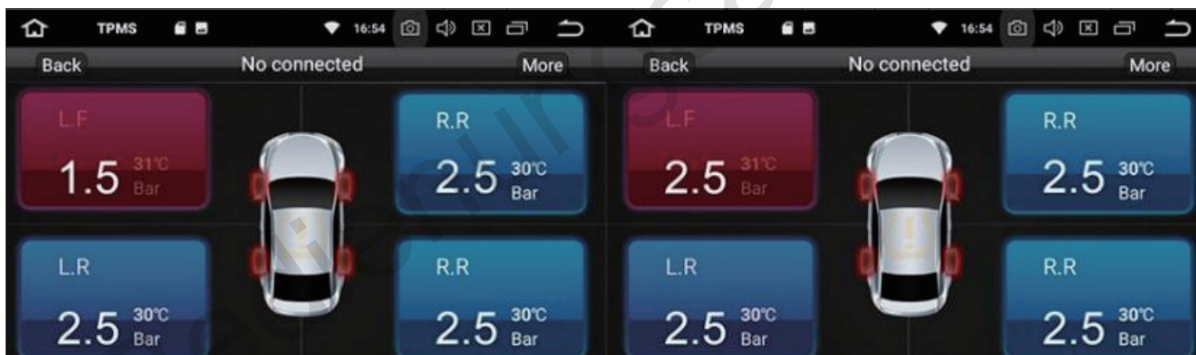 TPMS 16:54
Back No connected More
L.F
1.5 31°C Bar
R.R
2.5 30°C Bar
L.R
2.5 30°C Bar
R.R
2.5 30°C Bar
TPMS 16:54
Back No connected More
L.F
2.5 31°C Bar
R.R
2.5 30°C Bar
L.R
2.5 30°C Bar
R.R
2.5 30°C Bar